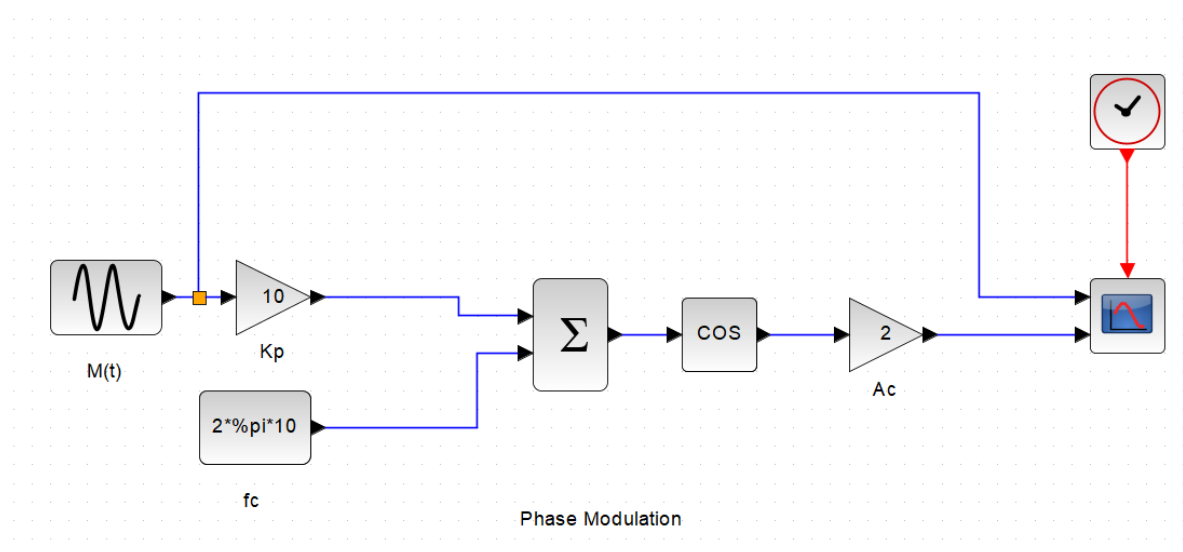 10
Kp
M(t)
Σ
COS
2
Ac
2*%pi*10
fc
Phase Modulation